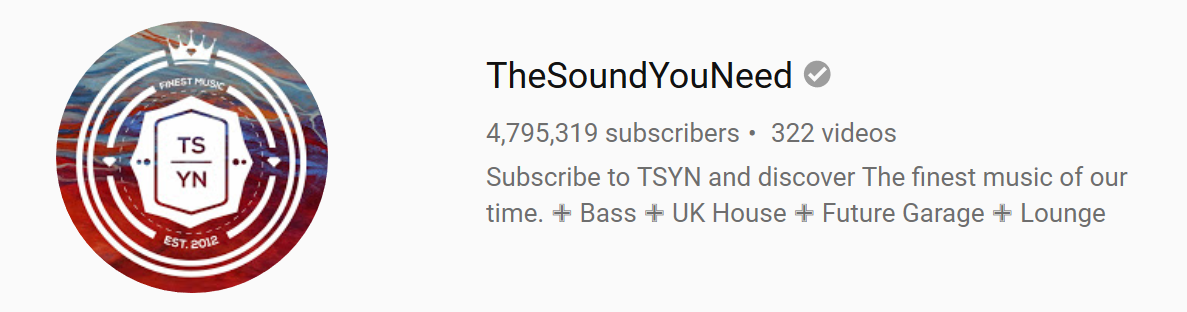 FINEST MUSIC
TS
YN
EST. 2012
TheSoundYouNeed
4,795,319 subscribers • 322 videos
Subscribe to TSYN and discover The finest music of our
time. ➕ Bass ➕ UK House ➕ Future Garage ➕ Lounge